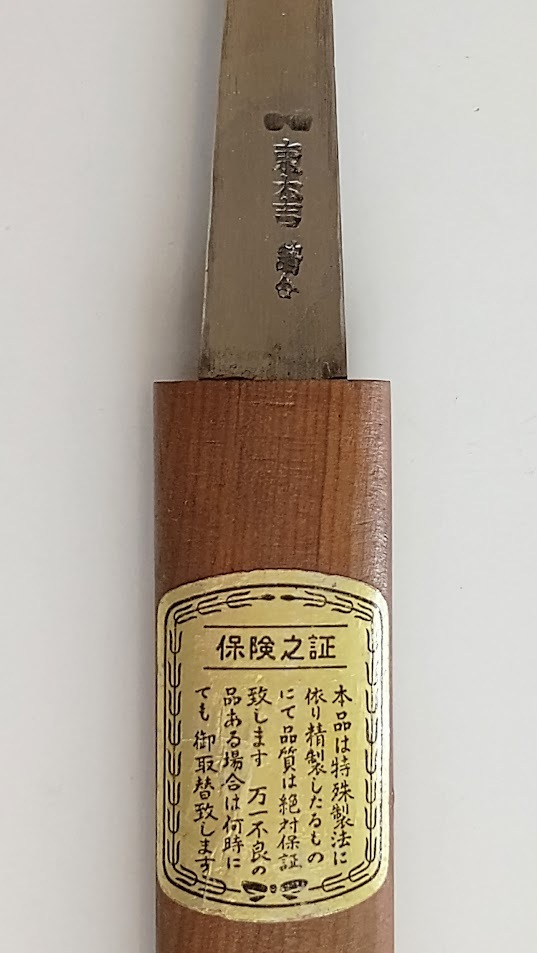 東太吉
保険之証
本品は特殊製法に
依り精製したるもの
にて品質は絶対保証
致します 万一不良の
品ある場合は何時に
ても御取替致します